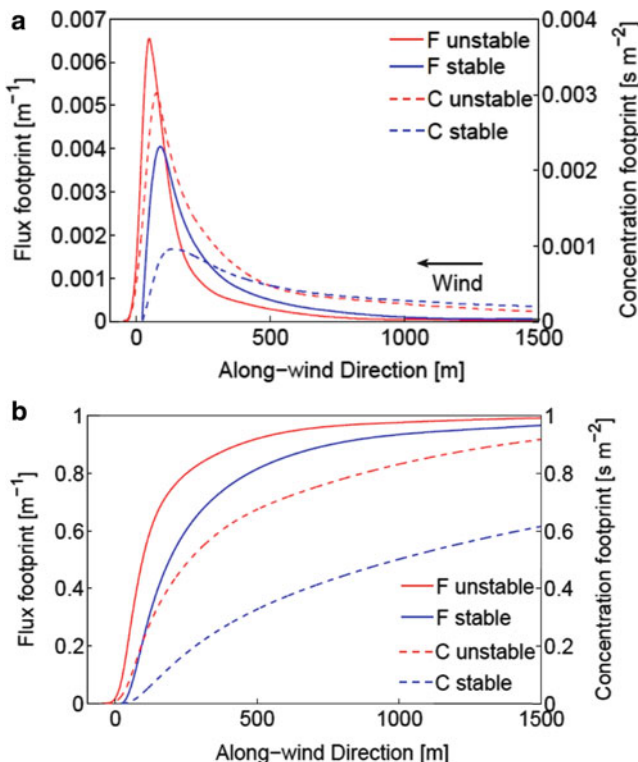 a
0.007
0.006
0.005
0.004
0.003
0.002
0.001
0
Flux footprint [m⁻¹]
0.004
0.003
0.002
0.001
0
Concentration footprint [s m⁻²]
F unstable
F stable
C unstable
C stable
Wind
0 500 1000 1500
Along-wind Direction [m]
b
1
0.8
0.6
0.4
0.2
0
Flux footprint [m⁻¹]
1
0.8
0.6
0.4
0.2
0
Concentration footprint [s m⁻²]
F unstable
F stable
C unstable
C stable
0 500 1000 1500
Along-wind Direction [m]